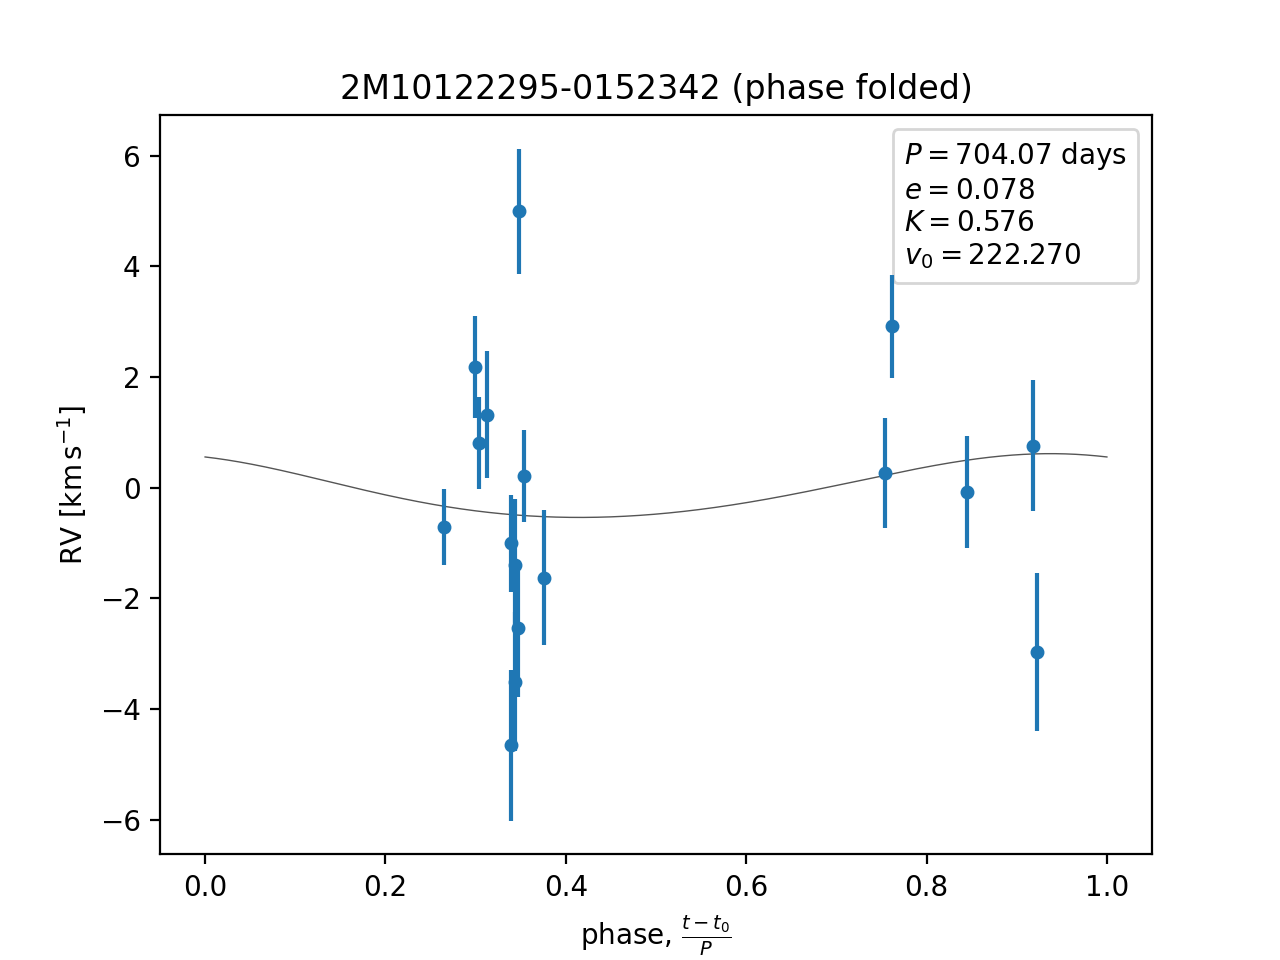 2M10122295-0152342 (phase folded)
P = 704.07 days
e = 0.078
K = 0.576
v₀ = 222.270
6
4
2
0
−2
−4
−6
RV [km s⁻¹]
0.0 0.2 0.4 0.6 0.8 1.0
phase, (t − t₀)/P